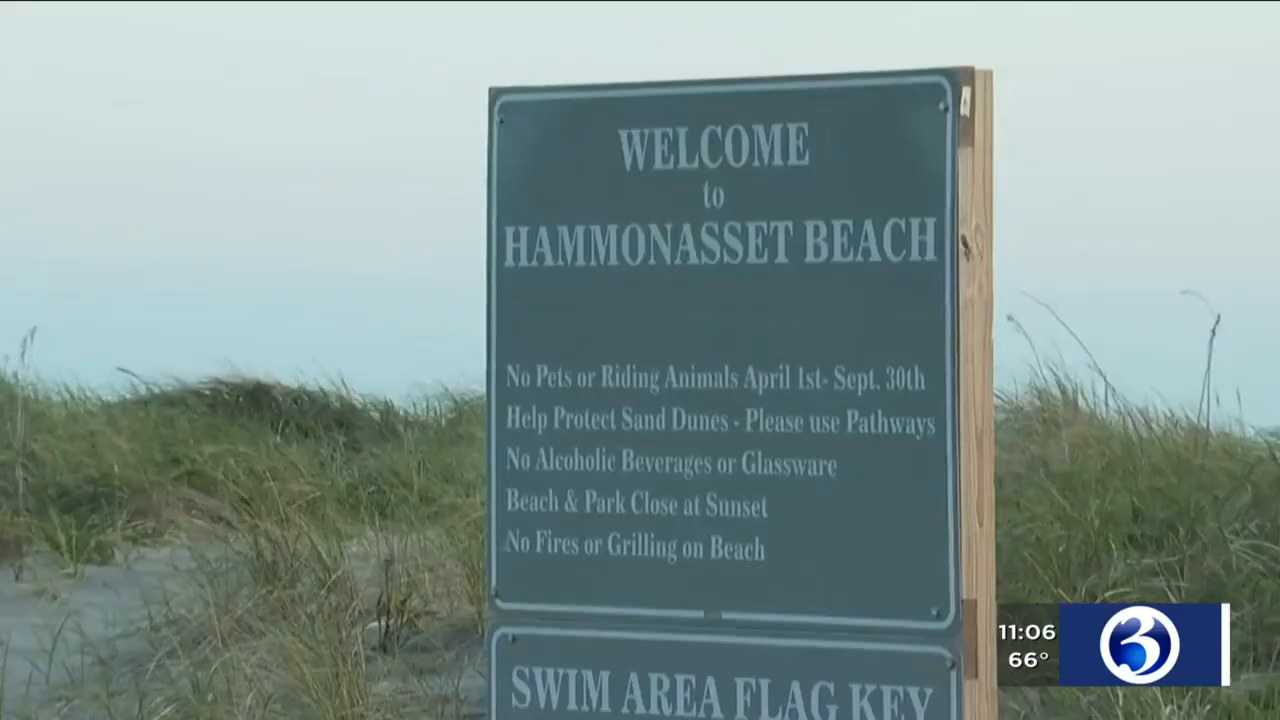 WELCOME
to
HAMMONASSET BEACH
No Pets or Riding Animals April 1st- Sept. 30th
Help Protect Sand Dunes - Please use Pathways
No Alcoholic Beverages or Glassware
Beach & Park Close at Sunset
No Fires or Grilling on Beach
SWIM AREA FLAG KEY
11:06
66°
3